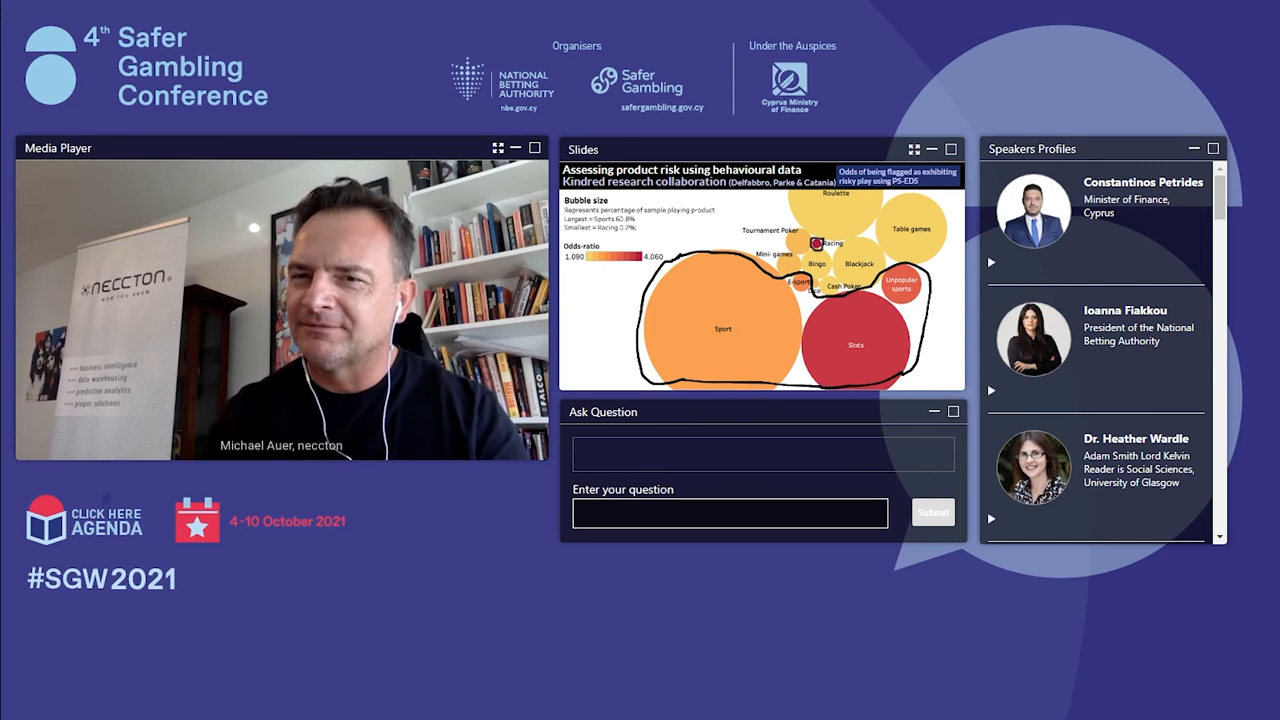 4th Safer
Gambling
Conference
Organisers
NATIONAL
BETTING
AUTHORITY
nba.gov.cy
Safer
Gambling
safergambling.gov.cy
Under the Auspices
Cyprus Ministry
of Finance
Media Player
NECCTON®
NOW YOU KNOW
business intelligence
data warehousing
predictive analytics
proper solutions
Michael Auer, neccton
Slides
Assessing product risk using behavioural data
Kindred research collaboration (Delfabbro, Parke & Catania)
Odds of being flagged as exhibiting
risky play using PS-EDS
Bubble size
Represents percentage of sample playing product
Largest = Sports 60.8%
Smallest = Racing 0.2%;
Odds-ratio
1.090
4.060
Roulette
Tournament Poker
Table games
Racing
Mini- games
Bingo
Blackjack
E-sports
Cash Poker
Unpopular
sports
Sport
Slots
Ask Question
Enter your question
Submit
Speakers Profiles
Constantinos Petrides
Minister of Finance,
Cyprus
Ioanna Fiakkou
President of the National
Betting Authority
Dr. Heather Wardle
Adam Smith Lord Kelvin
Reader is Social Sciences,
University of Glasgow
CLICK HERE
AGENDA
4-10 October 2021
#SGW2021